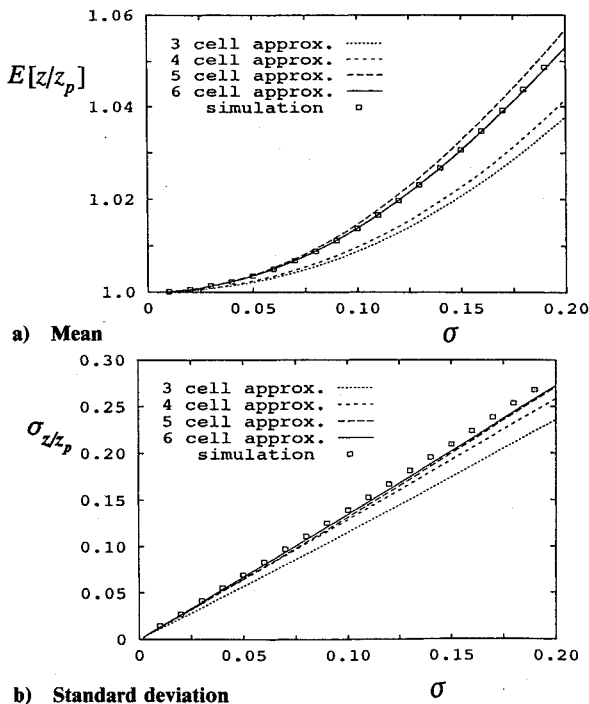 1.06
3 cell approx.
4 cell approx.
E[z/z_p]
5 cell approx.
1.04
6 cell approx.
simulation
1.02
1.0
0 0.05 0.10 0.15 0.20
a) Mean σ
0.30
3 cell approx.
0.25
4 cell approx.
σ_{z/z_p}
5 cell approx.
0.20
6 cell approx.
simulation
0.15
0.10
0.05
0
0 0.05 0.10 0.15 0.20
b) Standard deviation σ